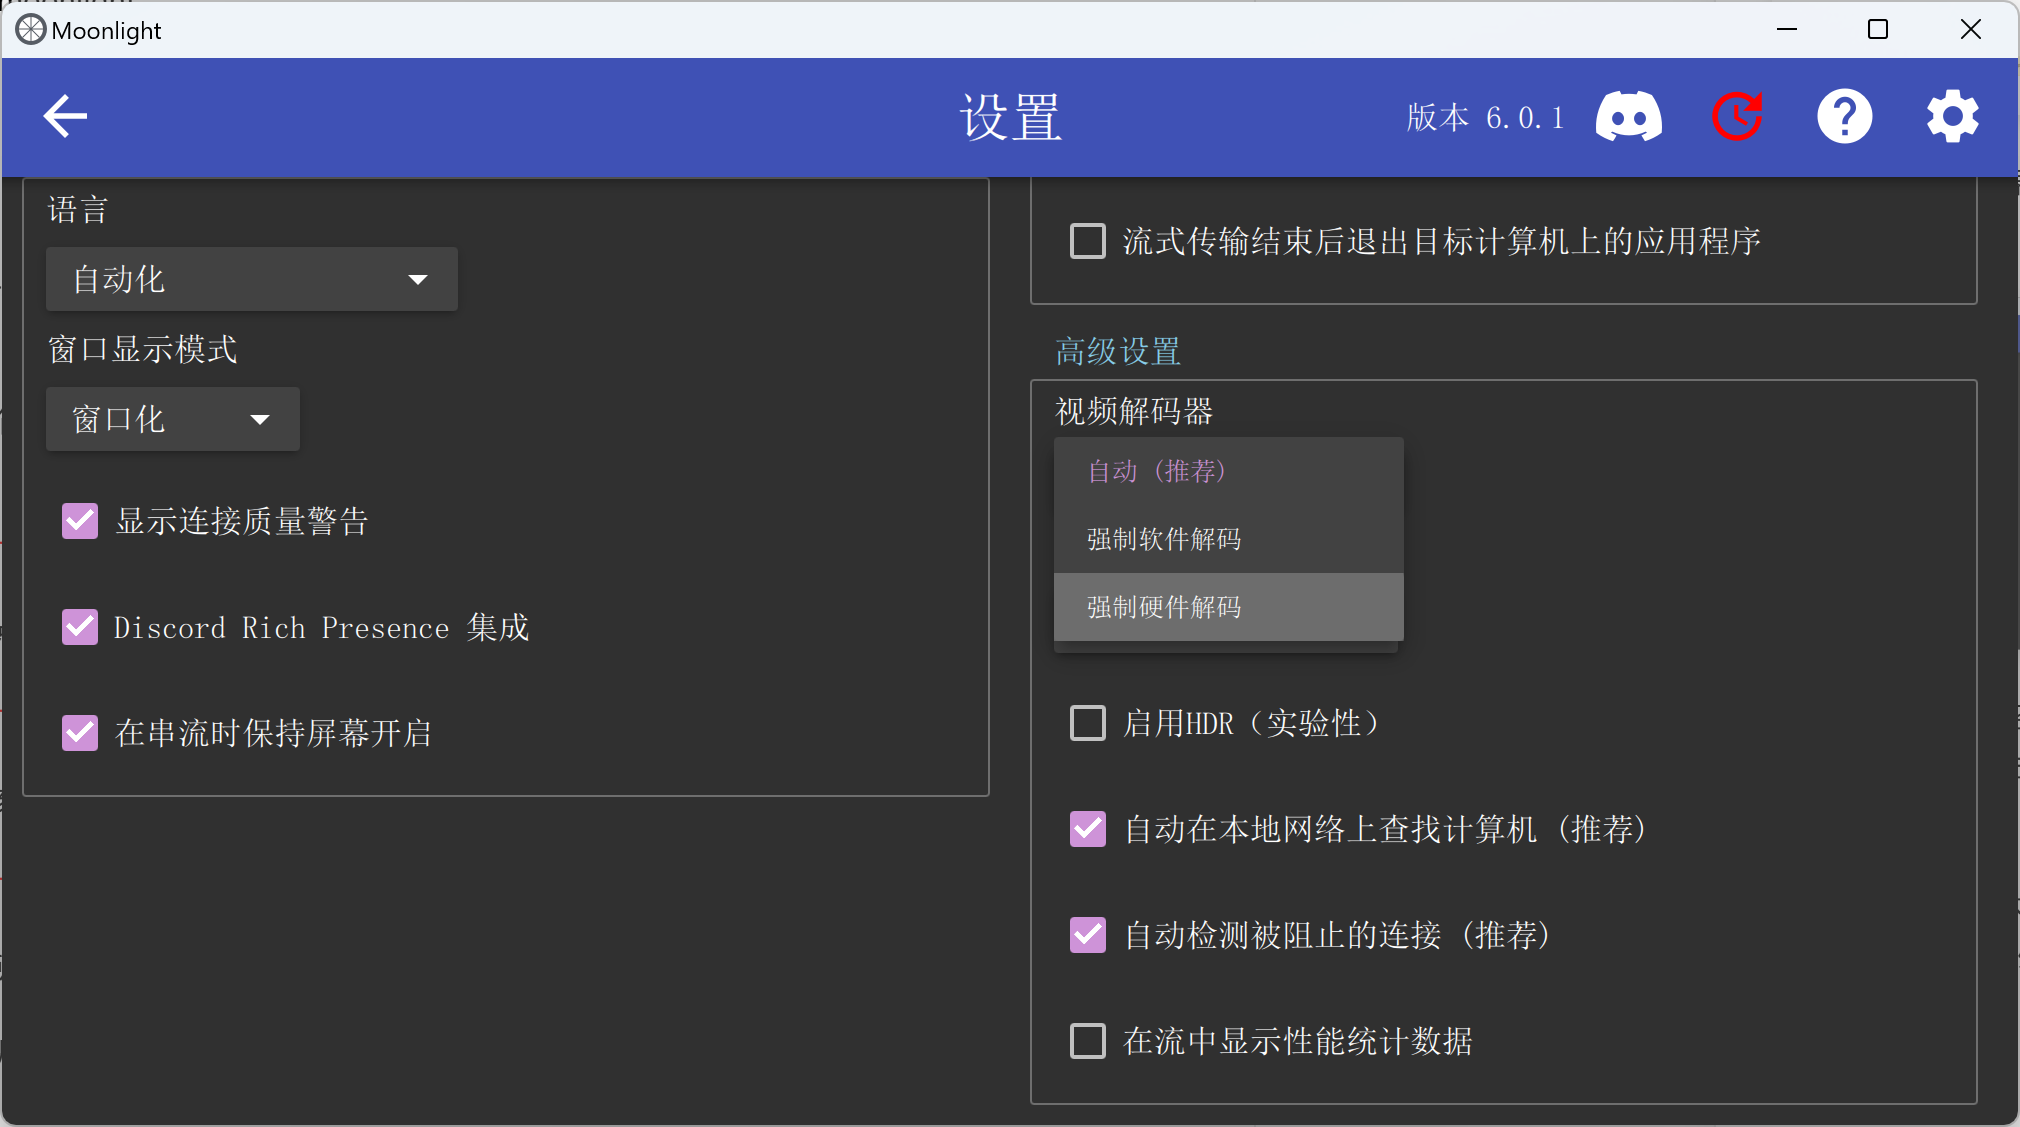 Moonlight
设置
版本 6.0.1
语言
自动化
窗口显示模式
窗口化
显示连接质量警告
Discord Rich Presence 集成
在串流时保持屏幕开启
流式传输结束后退出目标计算机上的应用程序
高级设置
视频解码器
自动 (推荐)
强制软件解码
强制硬件解码
启用HDR（实验性）
自动在本地网络上查找计算机 (推荐)
自动检测被阻止的连接 (推荐)
在流中显示性能统计数据